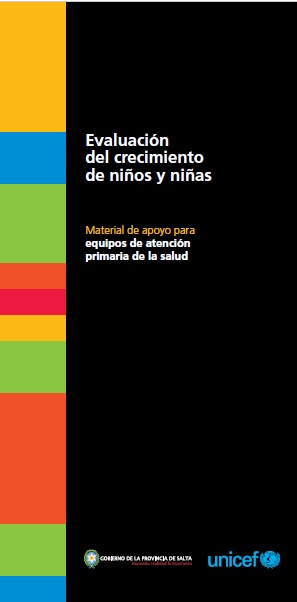 Evaluación
del crecimiento
de niños y niñas
Material de apoyo para
equipos de atención
primaria de la salud
GOBIERNO DE LA PROVINCIA DE SALTA
unicef